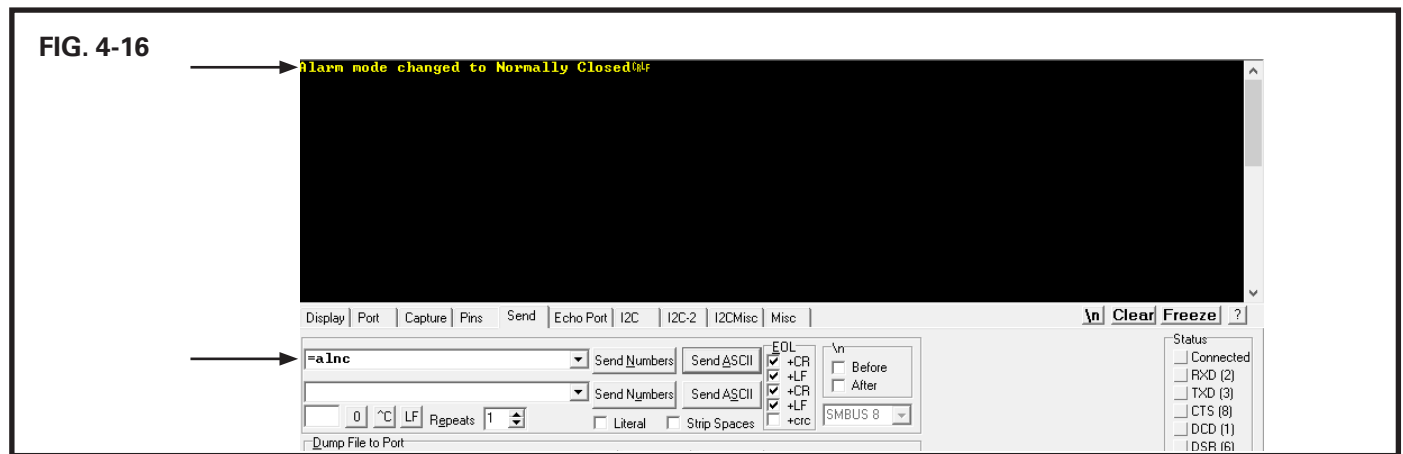 FIG. 4-16
Alarm mode changed to Normally Closed CRLF
Display Port Capture Pins Send Echo Port I2C I2C-2 I2CMisc Misc \n Clear Freeze ?
=alnc Send Numbers Send ASCII
Send Numbers Send ASCII
0 ^C LF Repeats 1 Literal Strip Spaces
EOL
+CR
+LF
+CR
+LF
+crc
\n
Before
After
SMBUS 8
Status
Connected
RXD (2)
TXD (3)
CTS (8)
DCD (1)
DSR (6)
Dump File to Port